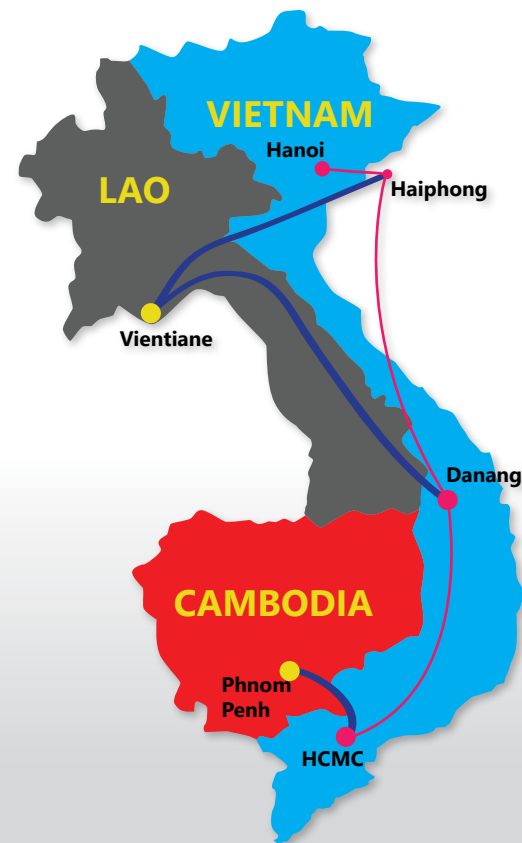 VIETNAM
Hanoi
LAO
Haiphong
Vientiane
Danang
CAMBODIA
Phnom
Penh
HCMC